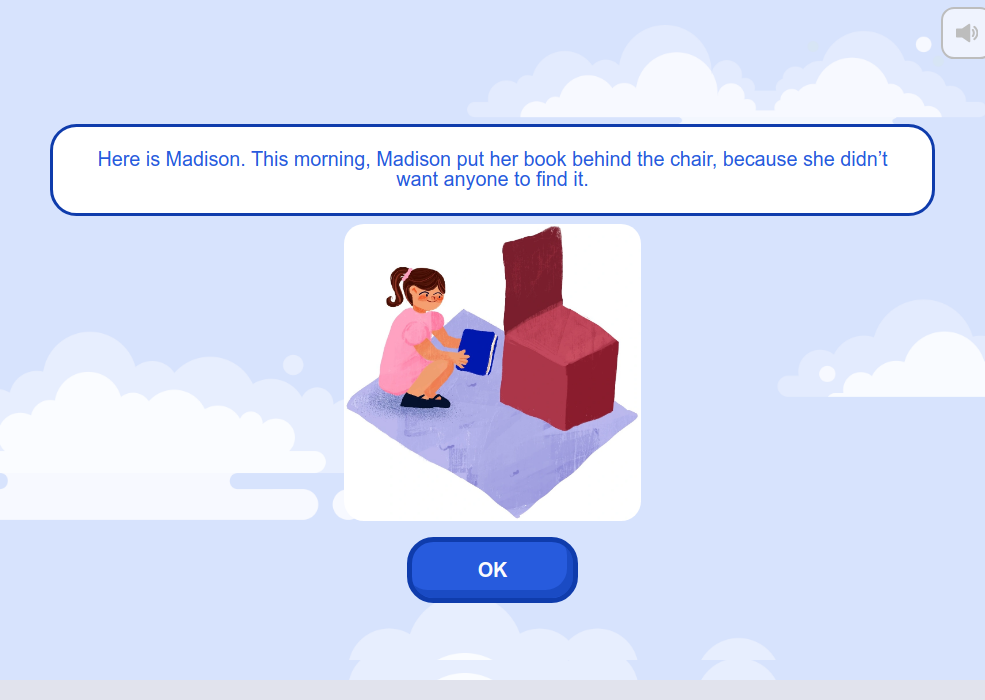 Here is Madison. This morning, Madison put her book behind the chair, because she didn’t
want anyone to find it.
OK